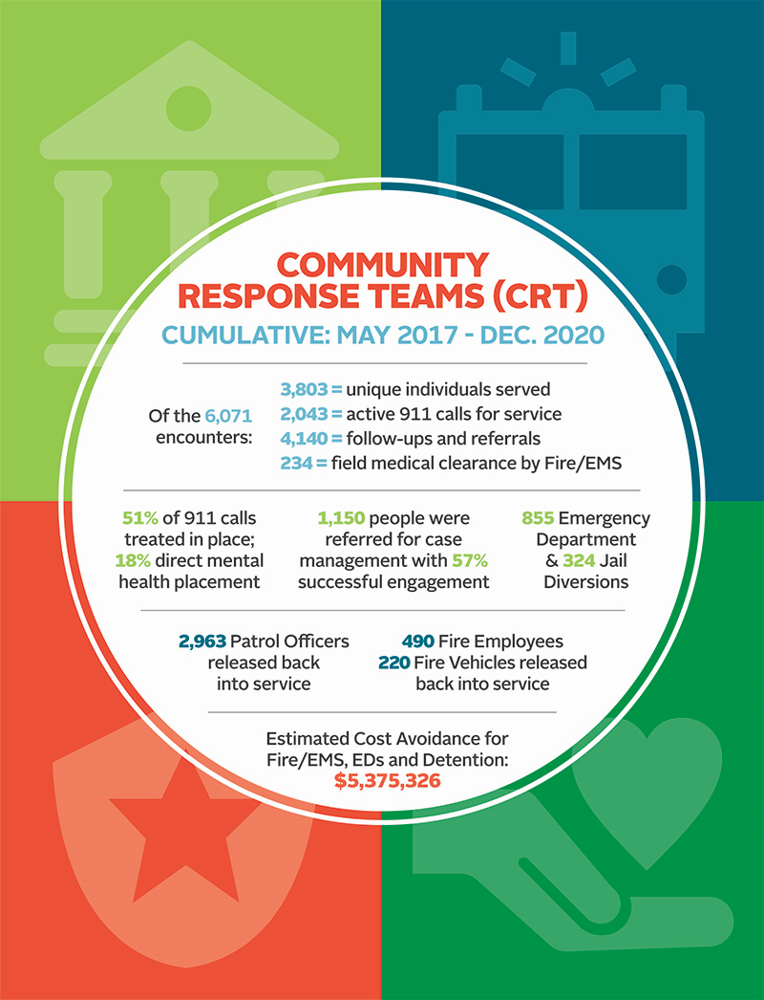 COMMUNITY
RESPONSE TEAMS (CRT)
CUMULATIVE: MAY 2017 - DEC. 2020
Of the 6,071
encounters:
3,803 = unique individuals served
2,043 = active 911 calls for service
4,140 = follow-ups and referrals
234 = field medical clearance by Fire/EMS
51% of 911 calls
treated in place;
18% direct mental
health placement
1,150 people were
referred for case
management with 57%
successful engagement
855 Emergency
Department
& 324 Jail
Diversions
2,963 Patrol Officers
released back
into service
490 Fire Employees
220 Fire Vehicles released
back into service
Estimated Cost Avoidance for
Fire/EMS, EDs and Detention:
$5,375,326